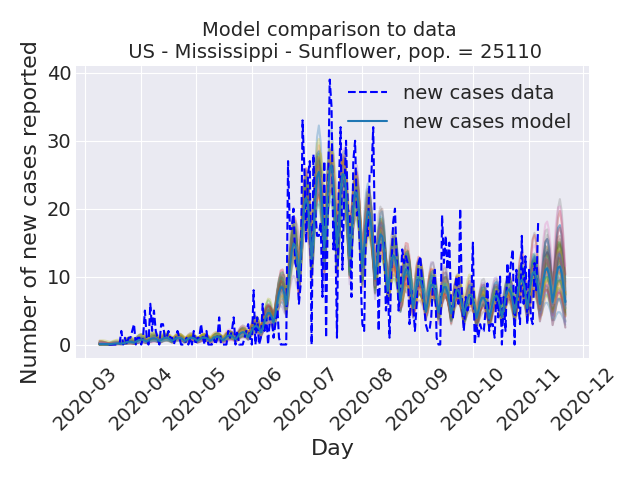 Model comparison to data
US - Mississippi - Sunflower, pop. = 25110
Number of new cases reported
40
30
20
10
0
new cases data
new cases model
2020-03
2020-04
2020-05
2020-06
2020-07
2020-08
2020-09
2020-10
2020-11
2020-12
Day